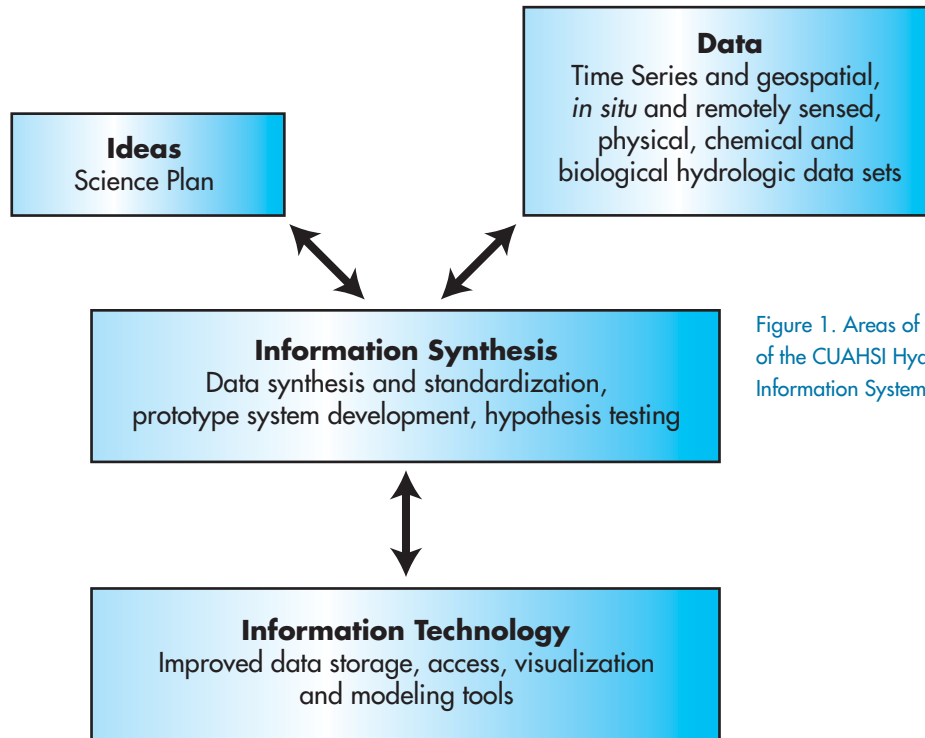 Ideas
Science Plan
Data
Time Series and geospatial,
in situ and remotely sensed,
physical, chemical and
biological hydrologic data sets
Information Synthesis
Data synthesis and standardization,
prototype system development, hypothesis testing
Figure 1. Areas of
of the CUAHSI Hyd
Information System
Information Technology
Improved data storage, access, visualization
and modeling tools